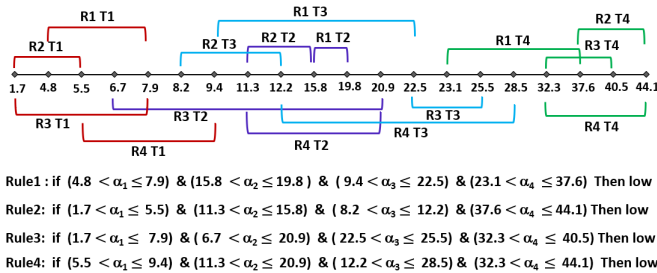 R1 T3
R1 T1 R2 T2 R1 T2 R1 T4 R2 T4
R2 T1 R2 T3 R3 T4
1.7 4.8 5.5 6.7 7.9 8.2 9.4 11.3 12.2 15.8 19.8 20.9 22.5 23.1 25.5 28.5 32.3 37.6 40.5 44.1
R3 T1 R3 T2 R3 T3 R4 T4
R4 T1 R4 T2 R4 T3
Rule1 : if (4.8 < α₁ ≤ 7.9) & (15.8 < α₂ ≤ 19.8 ) & ( 9.4 < α₃ ≤ 22.5) & (23.1 < α₄ ≤ 37.6) Then low
Rule2: if (1.7 < α₁ ≤ 5.5) & (11.3 < α₂ ≤ 15.8) & ( 8.2 < α₃ ≤ 12.2) & (37.6 < α₄ ≤ 44.1) Then low
Rule3: if (1.7 < α₁ ≤ 7.9) & ( 6.7 < α₂ ≤ 20.9) & ( 22.5 < α₃ ≤ 25.5) & (32.3 < α₄ ≤ 40.5) Then low
Rule4: if (5.5 < α₁ ≤ 9.4) & (11.3 < α₂ ≤ 20.9) & ( 12.2 < α₃ ≤ 28.5) & (32.3 < α₄ ≤ 44.1) Then low